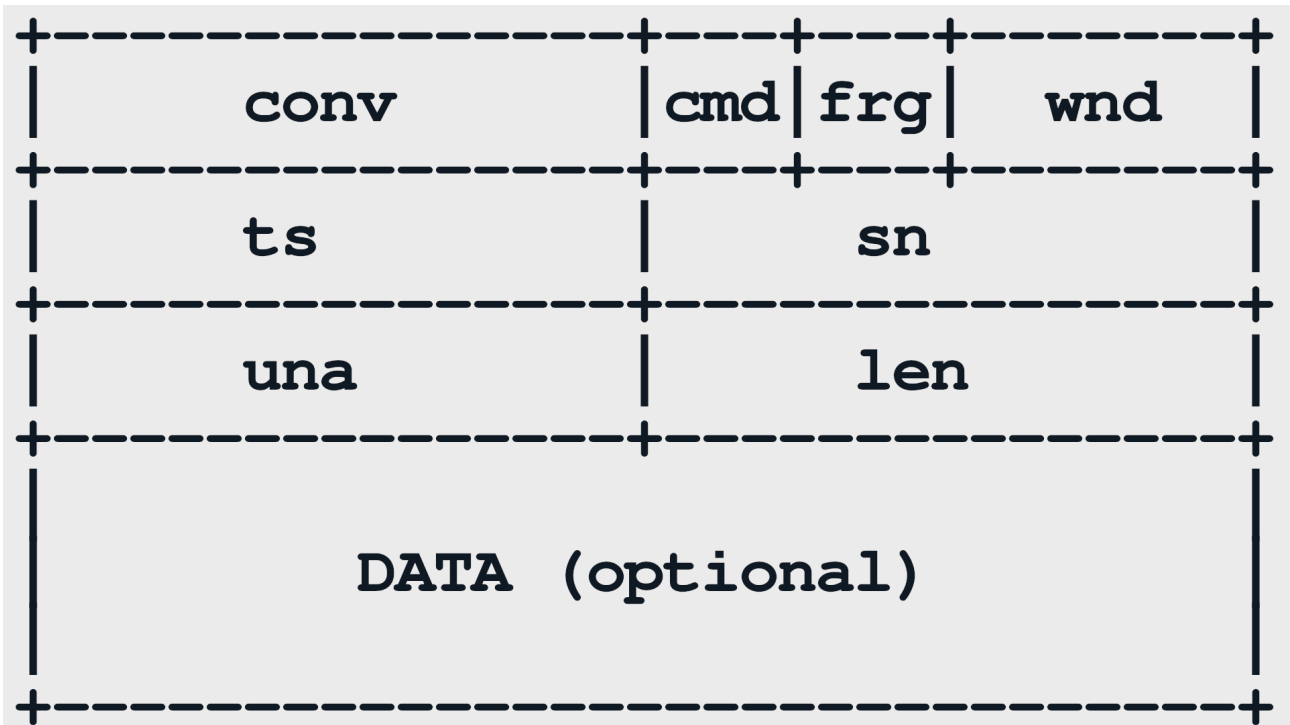 +---------------+---+---+-------+
|     conv      |cmd|frg|  wnd  |
+---------------+---+---+-------+
|     ts        |     sn        |
+---------------+---------------+
|     una       |     len       |
+---------------+---------------+
|                               |
|        DATA (optional)        |
|                               |
+-------------------------------+